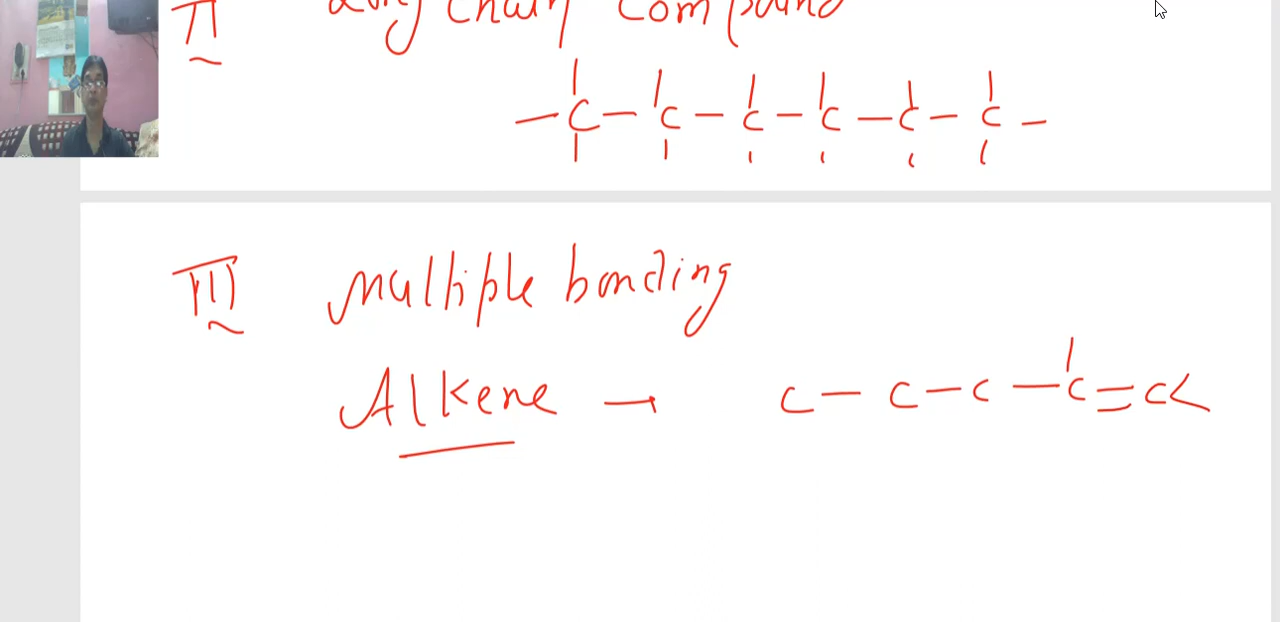 II Long chain compound
- C - C - C - C - C - C -
III Multiple bonding
Alkene → C - C - C - C = C <